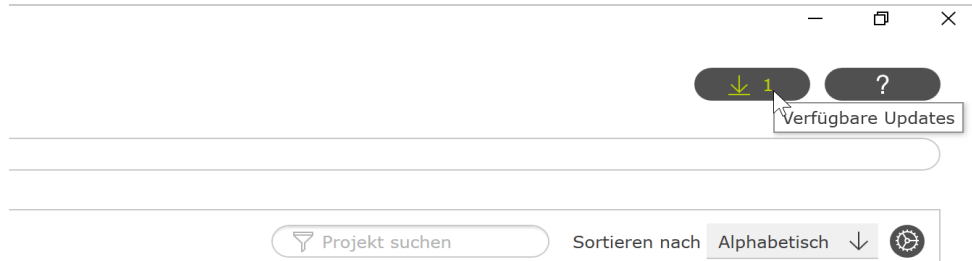 1 ?
Verfügbare Updates
Projekt suchen Sortieren nach Alphabetisch